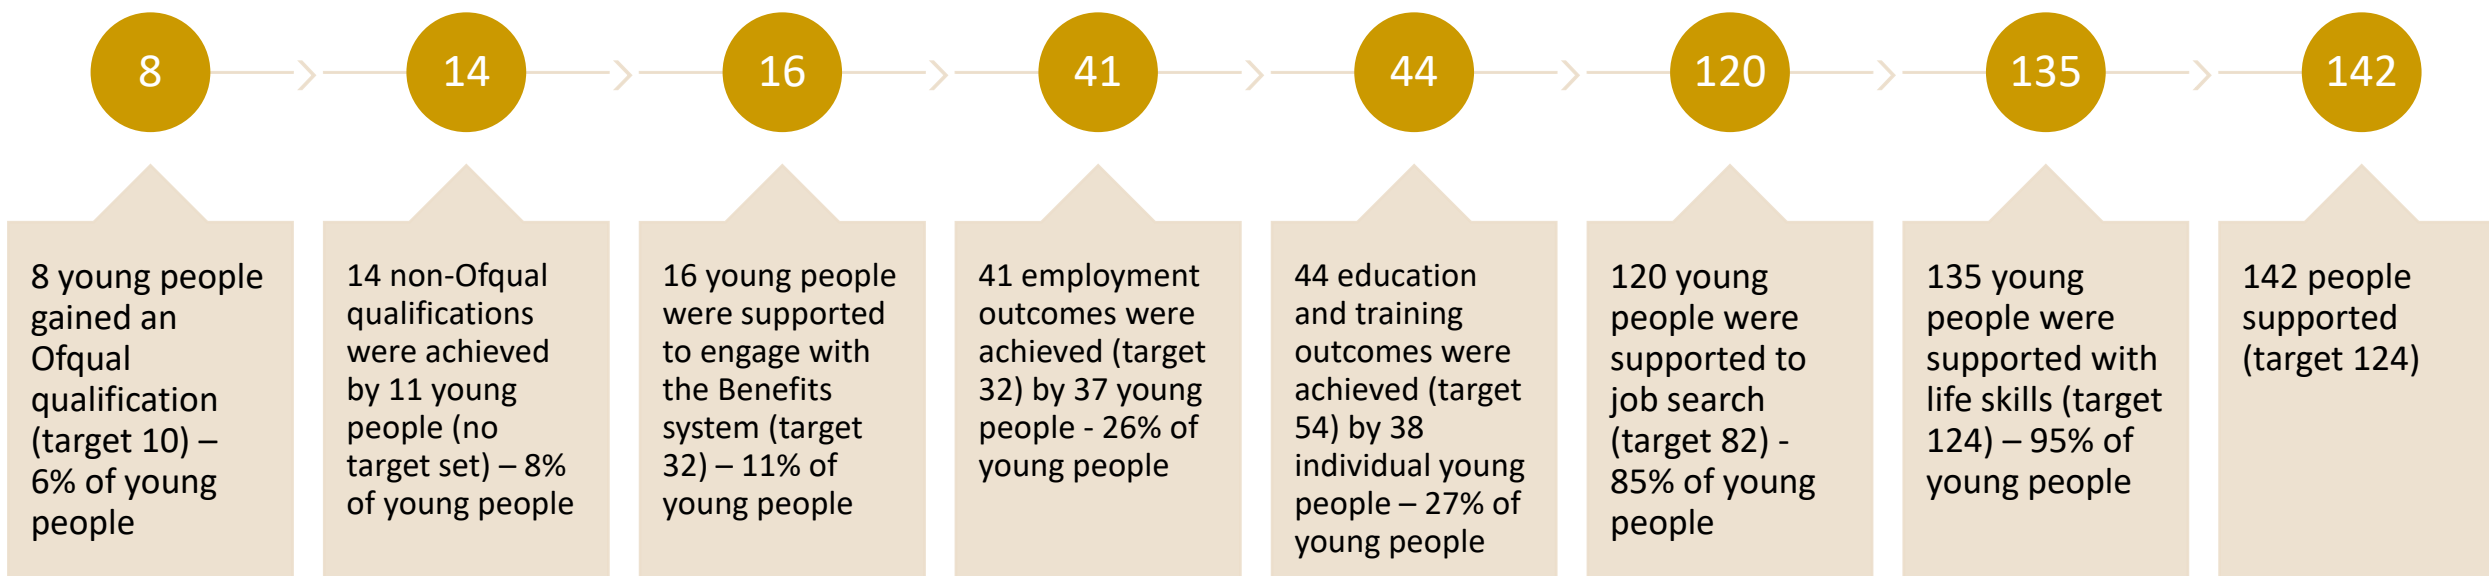 8
14
16
41
44
120
135
142
8 young people
gained an
Ofqual
qualification
(target 10) –
6% of young
people
14 non-Ofqual
qualifications
were achieved
by 11 young
people (no
target set) – 8%
of young people
16 young people
were supported
to engage with
the Benefits
system (target
32) – 11% of
young people
41 employment
outcomes were
achieved (target
32) by 37 young
people - 26% of
young people
44 education
and training
outcomes were
achieved (target
54) by 38
individual young
people – 27% of
young people
120 young
people were
supported to
job search
(target 82) -
85% of young
people
135 young
people were
supported with
life skills (target
124) – 95% of
young people
142 people
supported
(target 124)